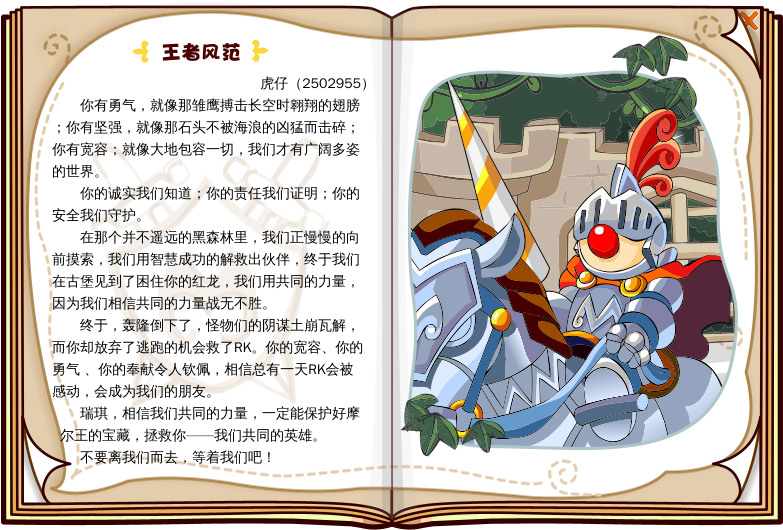 王者风范
虎仔（2502955）
你有勇气，就像那雏鹰搏击长空时翱翔的翅膀
；你有坚强，就像那石头不被海浪的凶猛而击碎；
你有宽容；就像大地包容一切，我们才有广阔多姿
的世界。
你的诚实我们知道；你的责任我们证明；你的
安全我们守护。
在那个并不遥远的黑森林里，我们正慢慢的向
前摸索，我们用智慧成功的解救出伙伴，终于我们
在古堡见到了困住你的红龙，我们用共同的力量，
因为我们相信共同的力量战无不胜。
终于，轰隆倒下了，怪物们的阴谋土崩瓦解，
而你却放弃了逃跑的机会救了RK。你的宽容、你的
勇气 、你的奉献令人钦佩，相信总有一天RK会被
感动，会成为我们的朋友。
瑞琪，相信我们共同的力量，一定能保护好摩
尔王的宝藏，拯救你——我们共同的英雄。
不要离我们而去，等着我们吧！